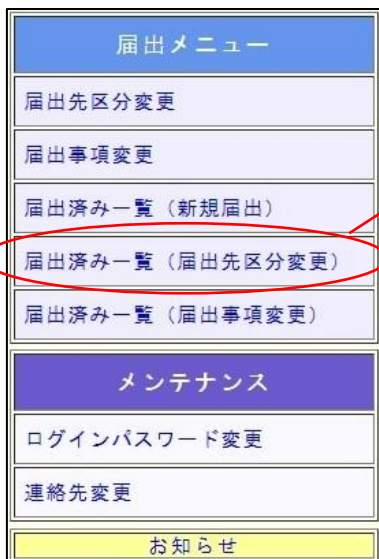 届出メニュー
届出先区分変更
届出事項変更
届出済み一覧（新規届出）
届出済み一覧（届出先区分変更）
届出済み一覧（届出事項変更）
メンテナンス
ログインパスワード変更
連絡先変更
お知らせ